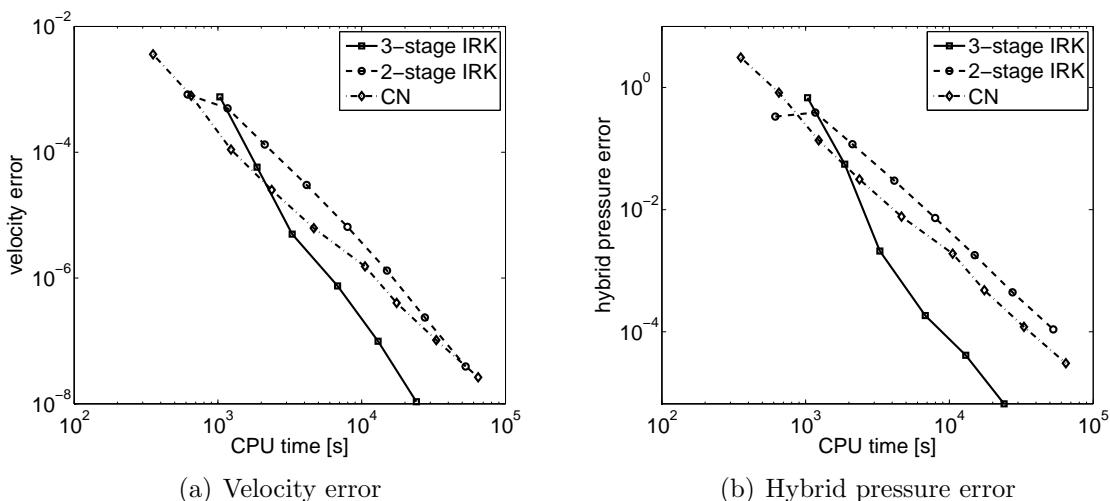 10^-2
10^-4
10^-6
10^-8
velocity error
3−stage IRK
2−stage IRK
CN
10^2
10^3
10^4
10^5
CPU time [s]
(a) Velocity error
10^0
10^-2
10^-4
hybrid pressure error
3−stage IRK
2−stage IRK
CN
10^2
10^3
10^4
10^5
CPU time [s]
(b) Hybrid pressure error